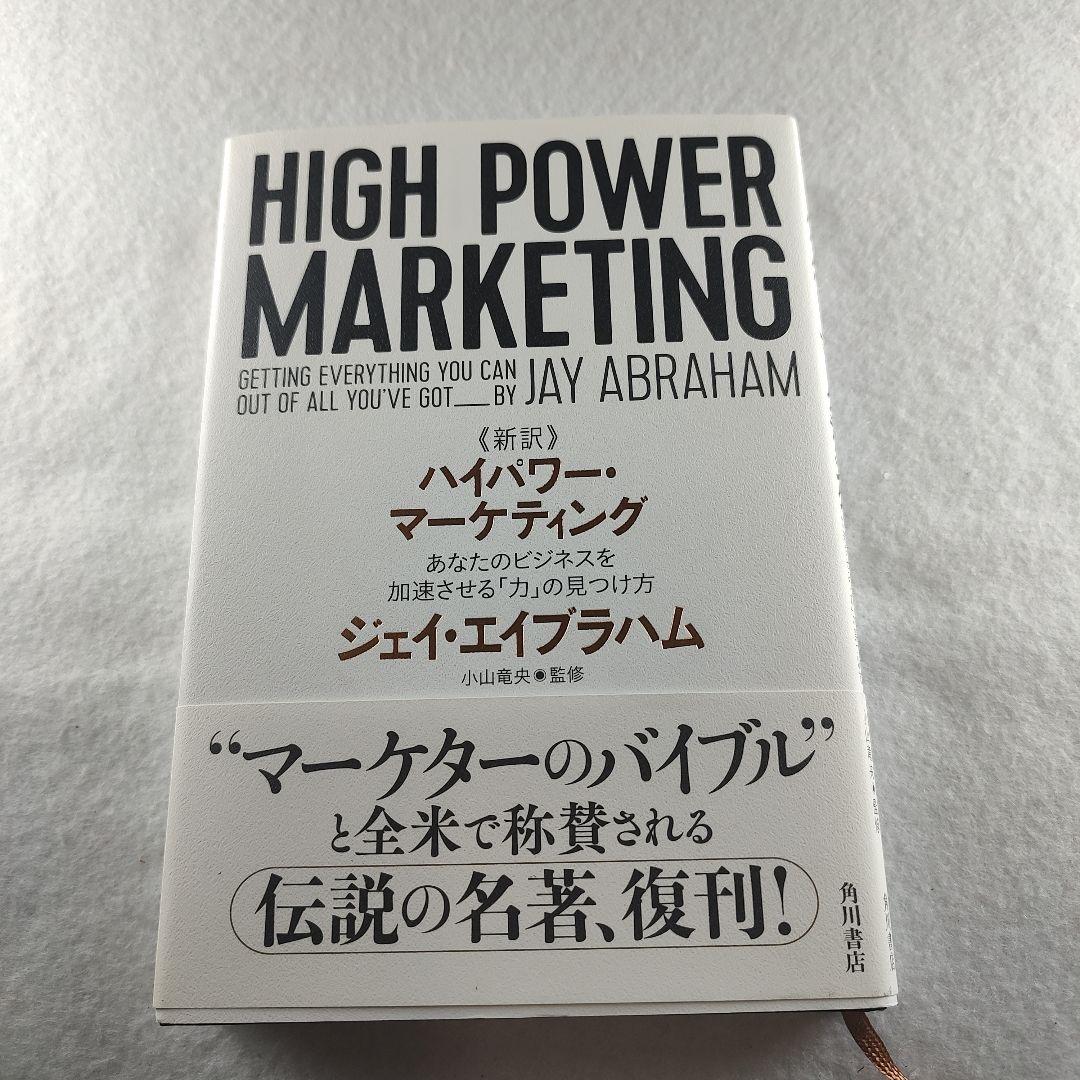 HIGH POWER
MARKETING
GETTING EVERYTHING YOU CAN
OUT OF ALL YOU'VE GOT___BY JAY ABRAHAM
《新訳》
ハイパワー・
マーケティング
あなたのビジネスを
加速させる「力」の見つけ方
ジェイ・エイブラハム
小山竜央◉監修
“マーケターのバイブル”
と全米で称賛される
伝説の名著、復刊!
角川書店
角川書店